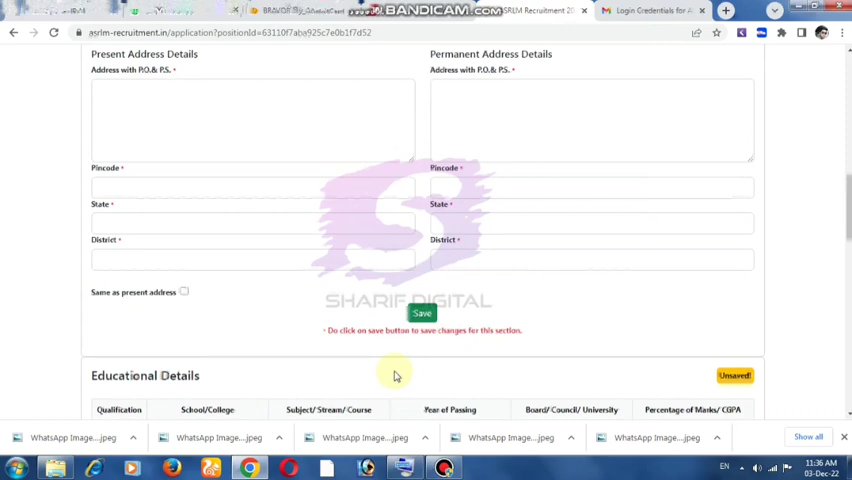 BANDICAM.COM
SRLM Recruitment 20
Login Credentials for A
asrlm-recruitment.in/application?positionId=63110f7aba925c7e0b1f7d52
Present Address Details
Permanent Address Details
Address with P.O.& P.S. *
Address with P.O.& P.S. *
Pincode *
Pincode *
State *
State *
District *
District *
Same as present address
SHARIF DIGITAL
Save
* Do click on save button to save changes for this section.
Educational Details
Unsaved!
Qualification
School/College
Subject/ Stream/ Course
Year of Passing
Board/ Council/ University
Percentage of Marks/ CGPA
WhatsApp Image....jpeg
WhatsApp Image....jpeg
WhatsApp Image....jpeg
WhatsApp Image....jpeg
WhatsApp Image....jpeg
Show all
EN
11:36 AM
03-Dec-22